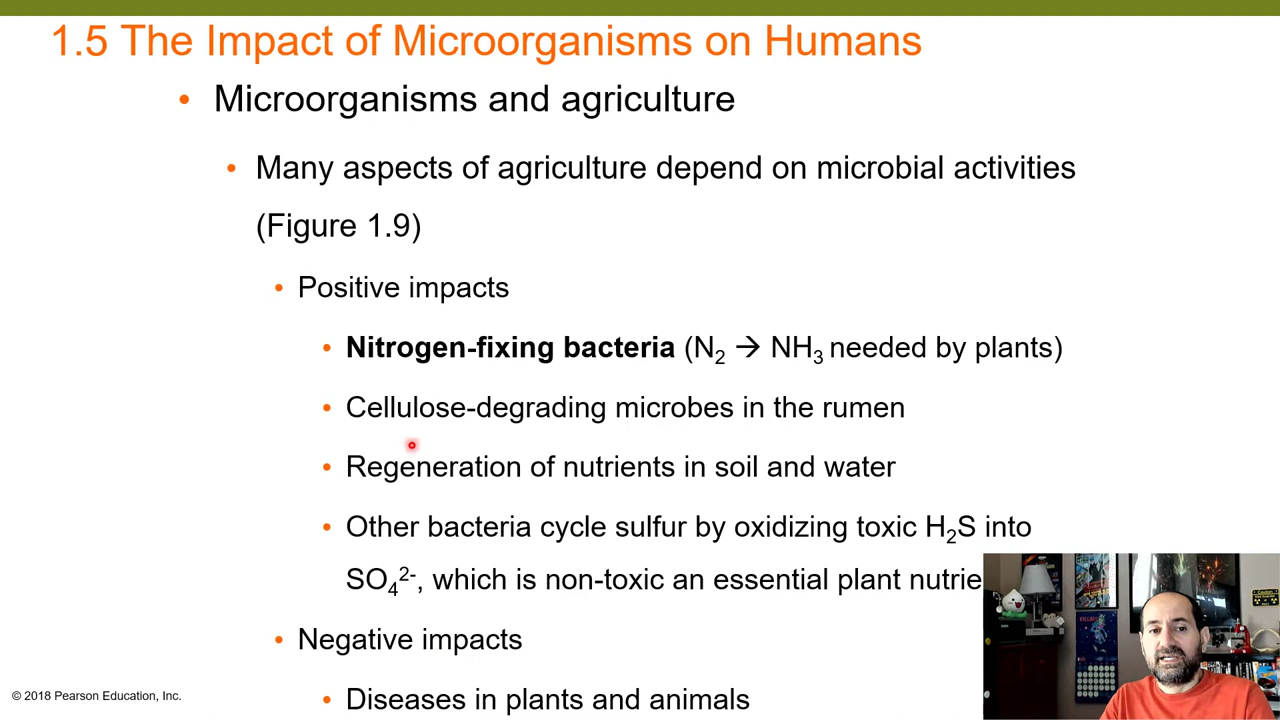 1.5 The Impact of Microorganisms on Humans
• Microorganisms and agriculture
• Many aspects of agriculture depend on microbial activities
(Figure 1.9)
• Positive impacts
• Nitrogen-fixing bacteria (N₂ → NH₃ needed by plants)
• Cellulose-degrading microbes in the rumen
• Regeneration of nutrients in soil and water
• Other bacteria cycle sulfur by oxidizing toxic H₂S into
SO₄²⁻, which is non-toxic an essential plant nutrie
• Negative impacts
• Diseases in plants and animals
© 2018 Pearson Education, Inc.